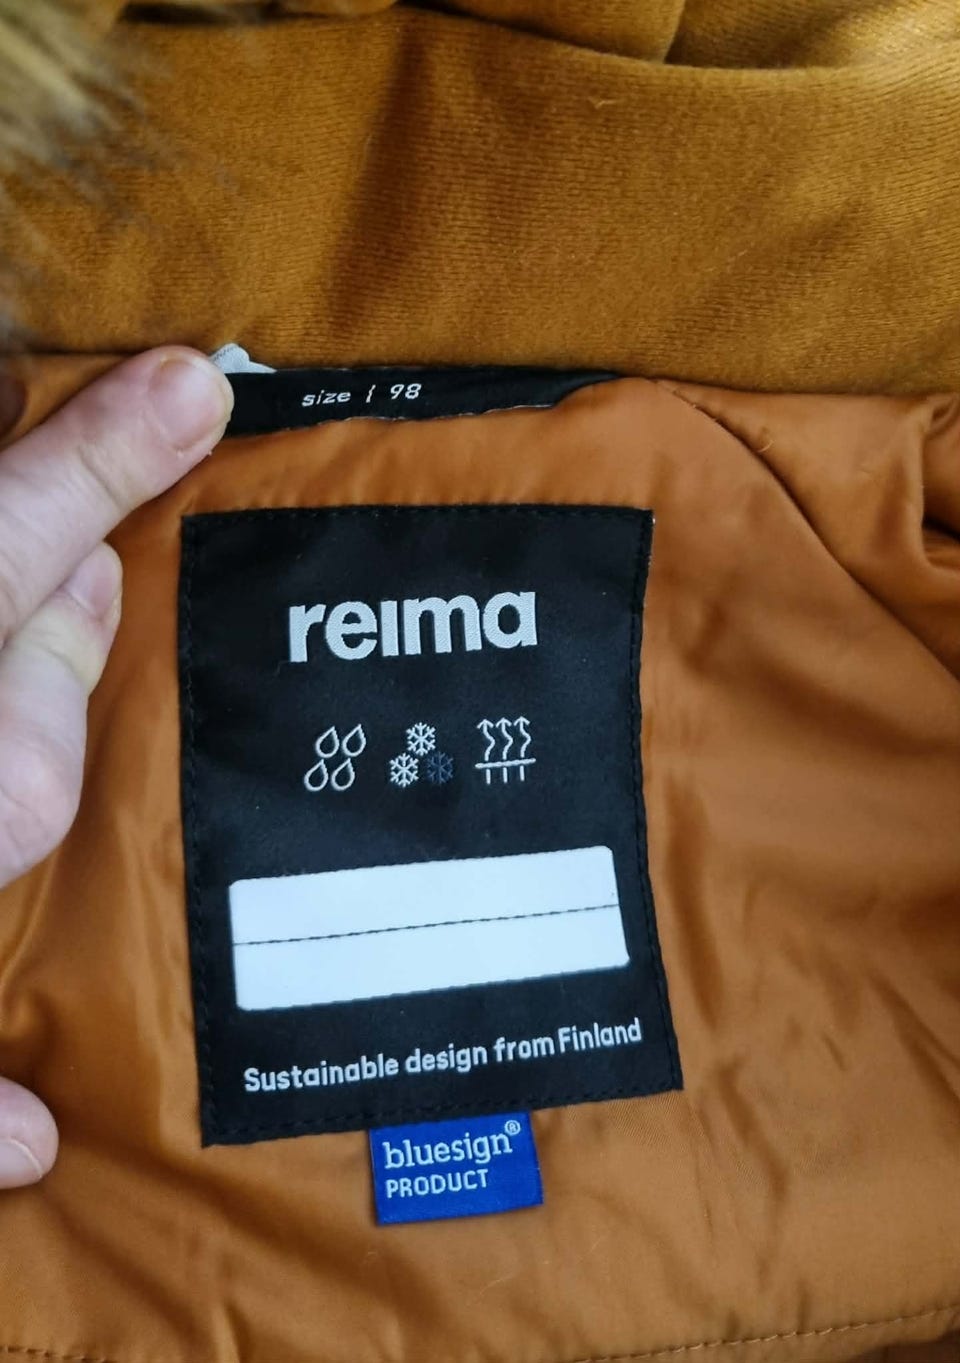 size | 98
reima
Sustainable design from Finland
bluesign®
PRODUCT